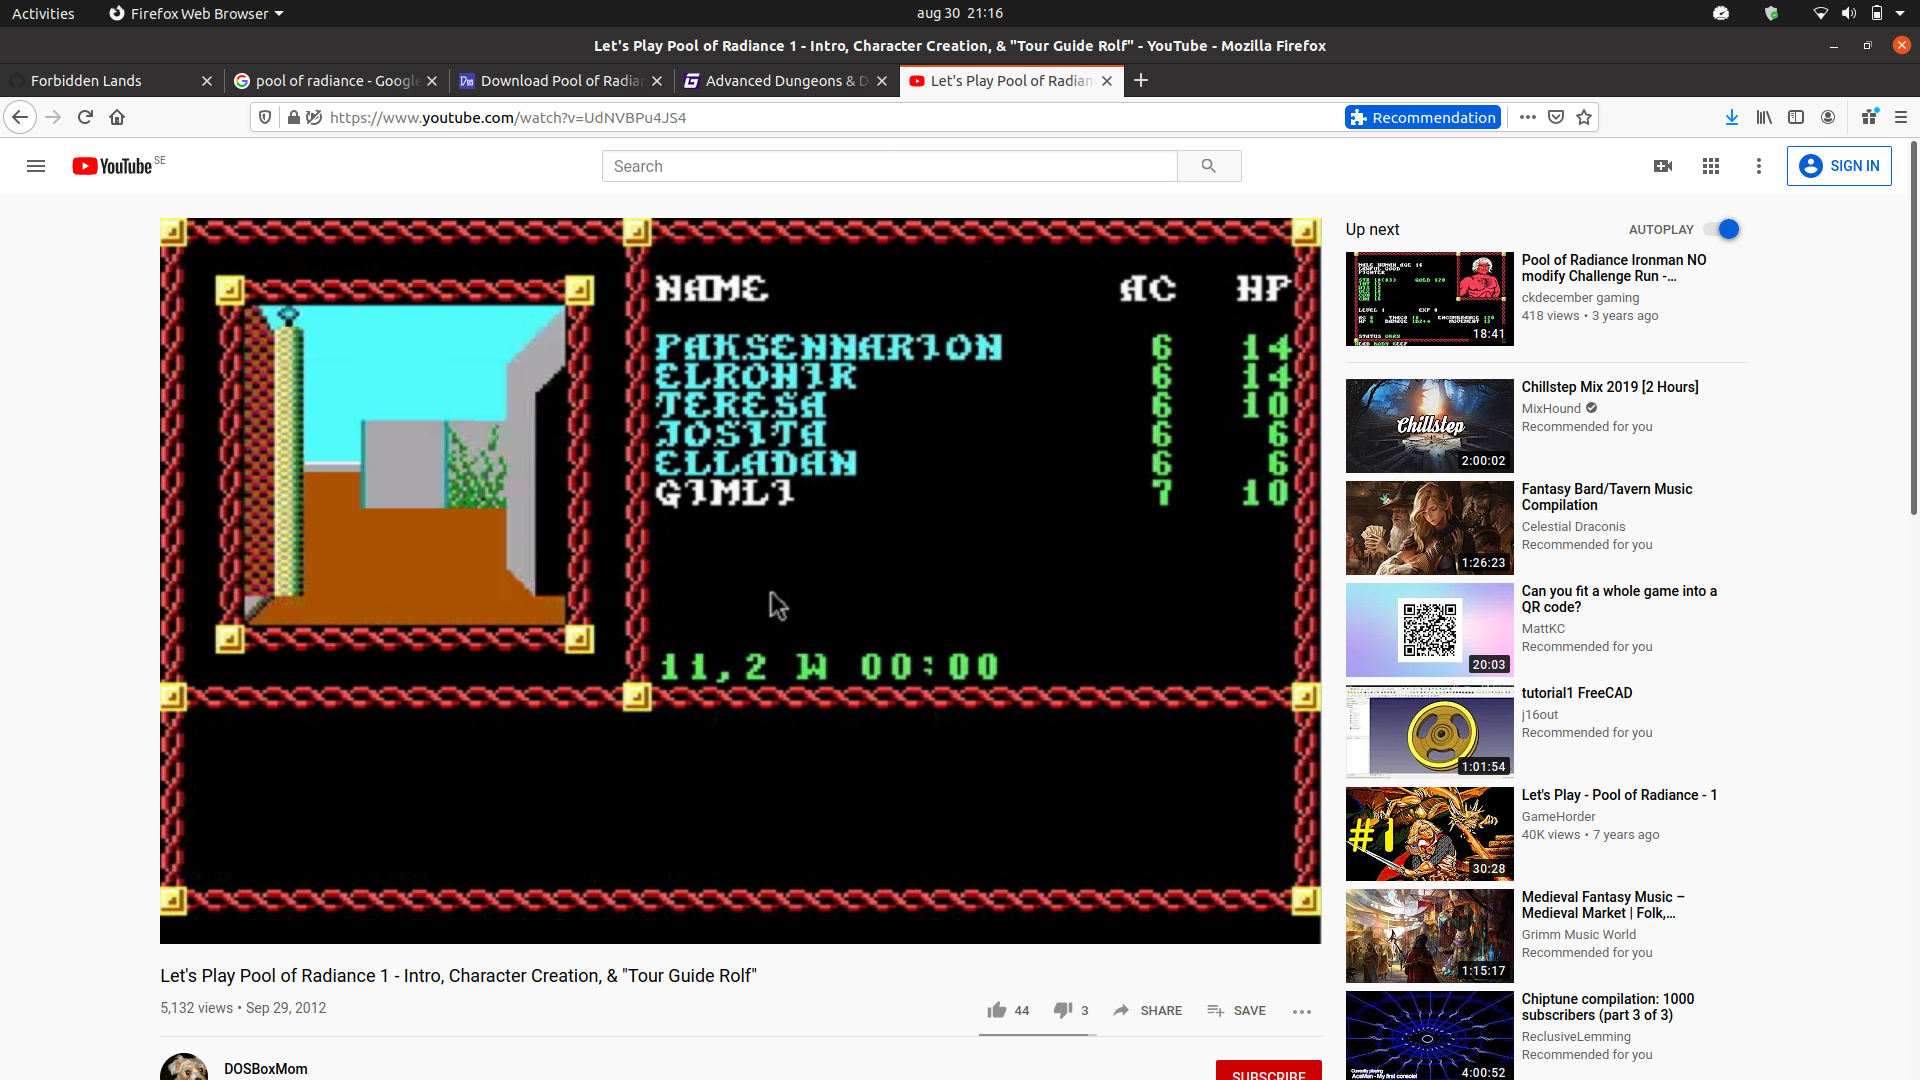 Activities
Firefox Web Browser
aug 30 21:16
Let's Play Pool of Radiance 1 - Intro, Character Creation, & "Tour Guide Rolf" - YouTube - Mozilla Firefox
Forbidden Lands
pool of radiance - Google
Download Pool of Radian
Advanced Dungeons & D
Let's Play Pool of Radian
https://www.youtube.com/watch?v=UdNVBPu4JS4
Recommendation
YouTube SE
Search
SIGN IN
NAME AC HP
PAKSENNARION 6 14
ELROHIR 6 14
TERESA 6 10
JOSITA 6 6
ELLADAN 6 6
GIMLI 7 10
11,2 W 00:00
Let's Play Pool of Radiance 1 - Intro, Character Creation, & "Tour Guide Rolf"
5,132 views • Sep 29, 2012
44
3
SHARE
SAVE
DOSBoxMom
SUBSCRIBE
Up next
AUTOPLAY
18:41
Pool of Radiance Ironman NO
modify Challenge Run -...
ckdecember gaming
418 views • 3 years ago
Chillstep
2:00:02
Chillstep Mix 2019 [2 Hours]
MixHound
Recommended for you
1:26:23
Fantasy Bard/Tavern Music
Compilation
Celestial Draconis
Recommended for you
20:03
Can you fit a whole game into a
QR code?
MattKC
Recommended for you
1:01:54
tutorial1 FreeCAD
j16out
Recommended for you
#1
30:28
Let's Play - Pool of Radiance - 1
GameHorder
40K views • 7 years ago
1:15:17
Medieval Fantasy Music –
Medieval Market | Folk,...
Grimm Music World
Recommended for you
Currently playing
AceMan - My first console!
4:00:52
Chiptune compilation: 1000
subscribers (part 3 of 3)
ReclusiveLemming
Recommended for you